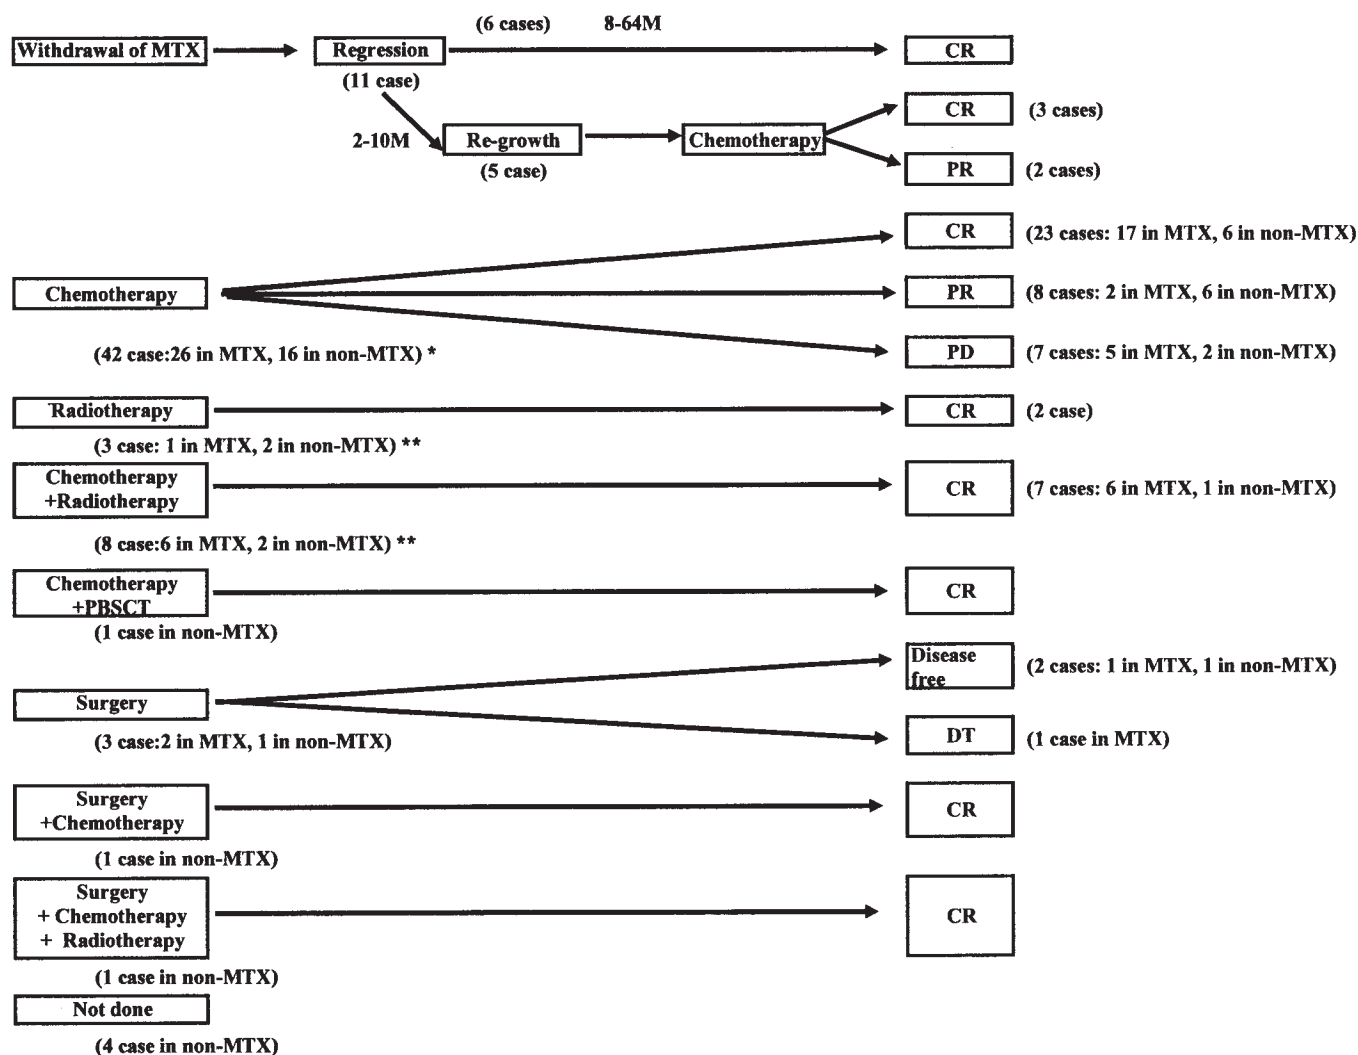 (6 cases) 8-64M
Withdrawal of MTX Regression CR
(11 case)
CR (3 cases)
2-10M Re-growth Chemotherapy
(5 case)
PR (2 cases)
CR (23 cases: 17 in MTX, 6 in non-MTX)
Chemotherapy PR (8 cases: 2 in MTX, 6 in non-MTX)
(42 case:26 in MTX, 16 in non-MTX) * PD (7 cases: 5 in MTX, 2 in non-MTX)
Radiotherapy CR (2 case)
(3 case: 1 in MTX, 2 in non-MTX) **
Chemotherapy
+Radiotherapy CR (7 cases: 6 in MTX, 1 in non-MTX)
(8 case:6 in MTX, 2 in non-MTX) **
Chemotherapy
+PBSCT CR
(1 case in non-MTX)
Disease
free (2 cases: 1 in MTX, 1 in non-MTX)
Surgery
(3 case:2 in MTX, 1 in non-MTX) DT (1 case in MTX)
Surgery
+Chemotherapy CR
(1 case in non-MTX)
Surgery
+ Chemotherapy CR
+ Radiotherapy
(1 case in non-MTX)
Not done
(4 case in non-MTX)